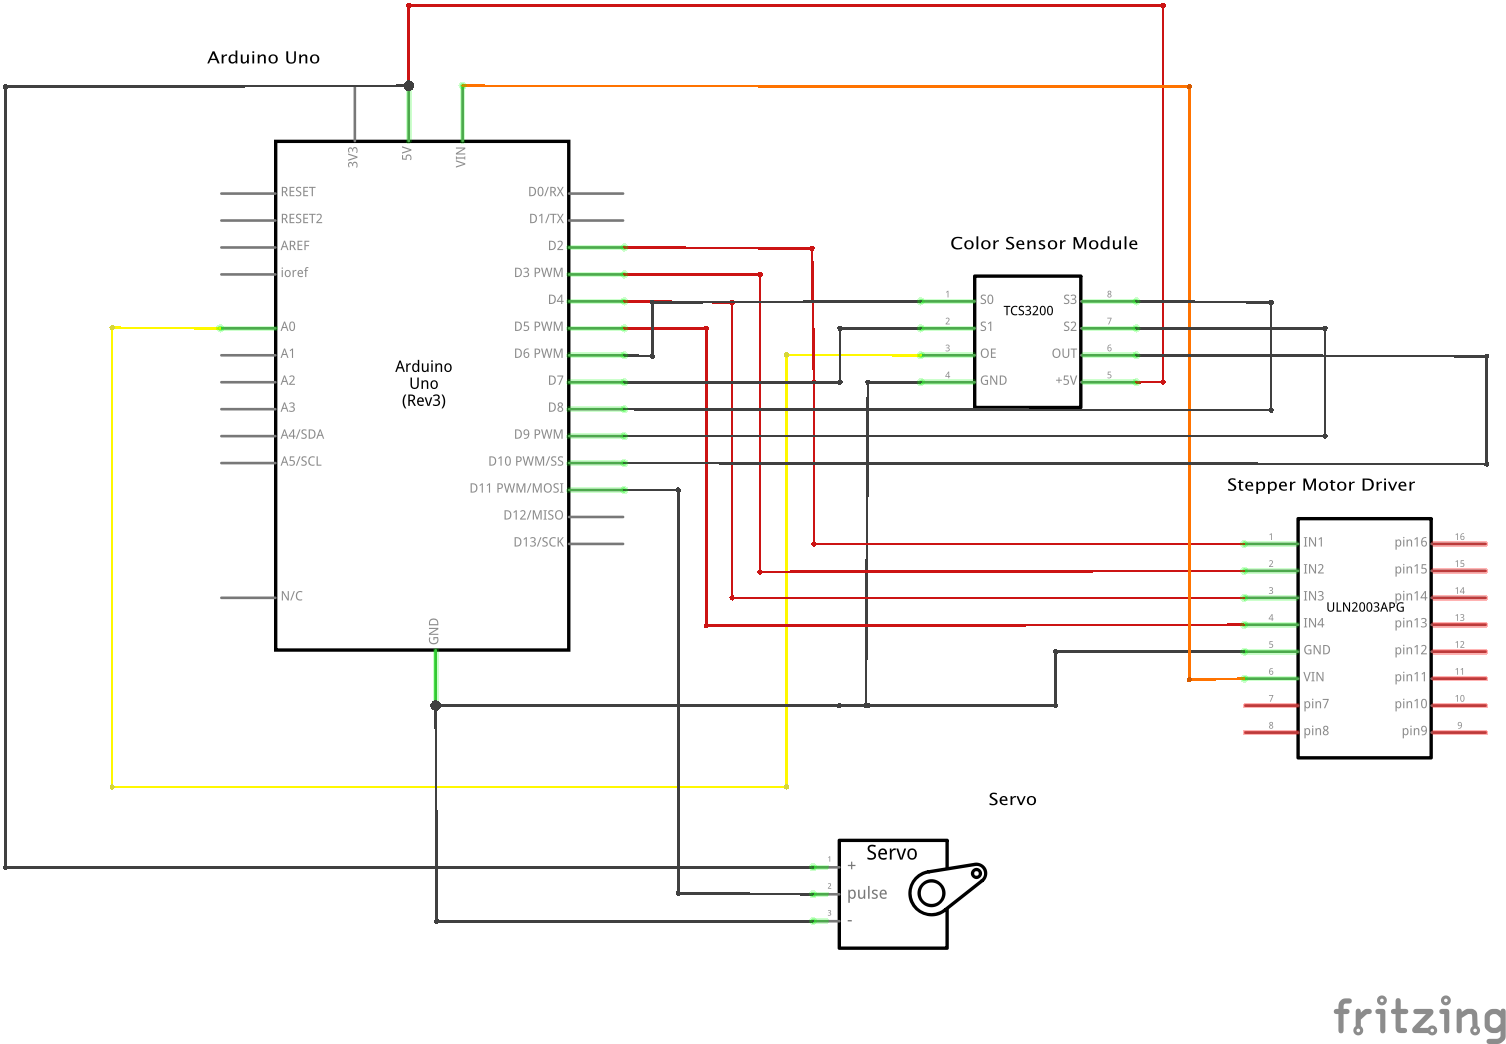 Arduino Uno
3V3
5V
VIN
RESET
RESET2
AREF
ioref
A0
A1
A2
A3
A4/SDA
A5/SCL
N/C
Arduino
Uno
(Rev3)
D0/RX
D1/TX
D2
D3 PWM
D4
D5 PWM
D6 PWM
D7
D8
D9 PWM
D10 PWM/SS
D11 PWM/MOSI
D12/MISO
D13/SCK
GND
Color Sensor Module
TCS3200
1 S0 S3 8
2 S1 S2 7
3 OE OUT 6
4 GND +5V 5
Stepper Motor Driver
ULN2003APG
1 IN1 pin16 16
2 IN2 pin15 15
3 IN3 pin14 14
4 IN4 pin13 13
5 GND pin12 12
6 VIN pin11 11
7 pin7 pin10 10
8 pin8 pin9 9
Servo
Servo
1 +
2 pulse
3 -
fritzing